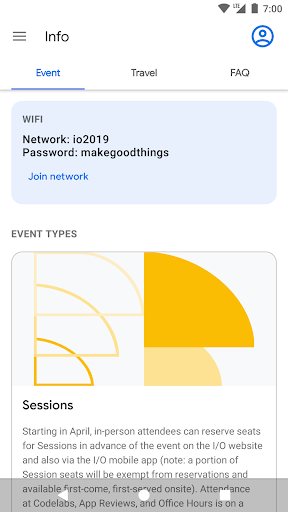 LTE 7:00
Info
Event Travel FAQ
WIFI
Network: io2019
Password: makegoodthings
Join network
EVENT TYPES
Sessions
Starting in April, in-person attendees can reserve seats
for Sessions in advance of the event on the I/O website
and also via the I/O mobile app (note: a portion of
Session seats will be exempt from reservations and
available first-come, first-served onsite). Attendance
at Codelabs, App Reviews, and Office Hours is on a